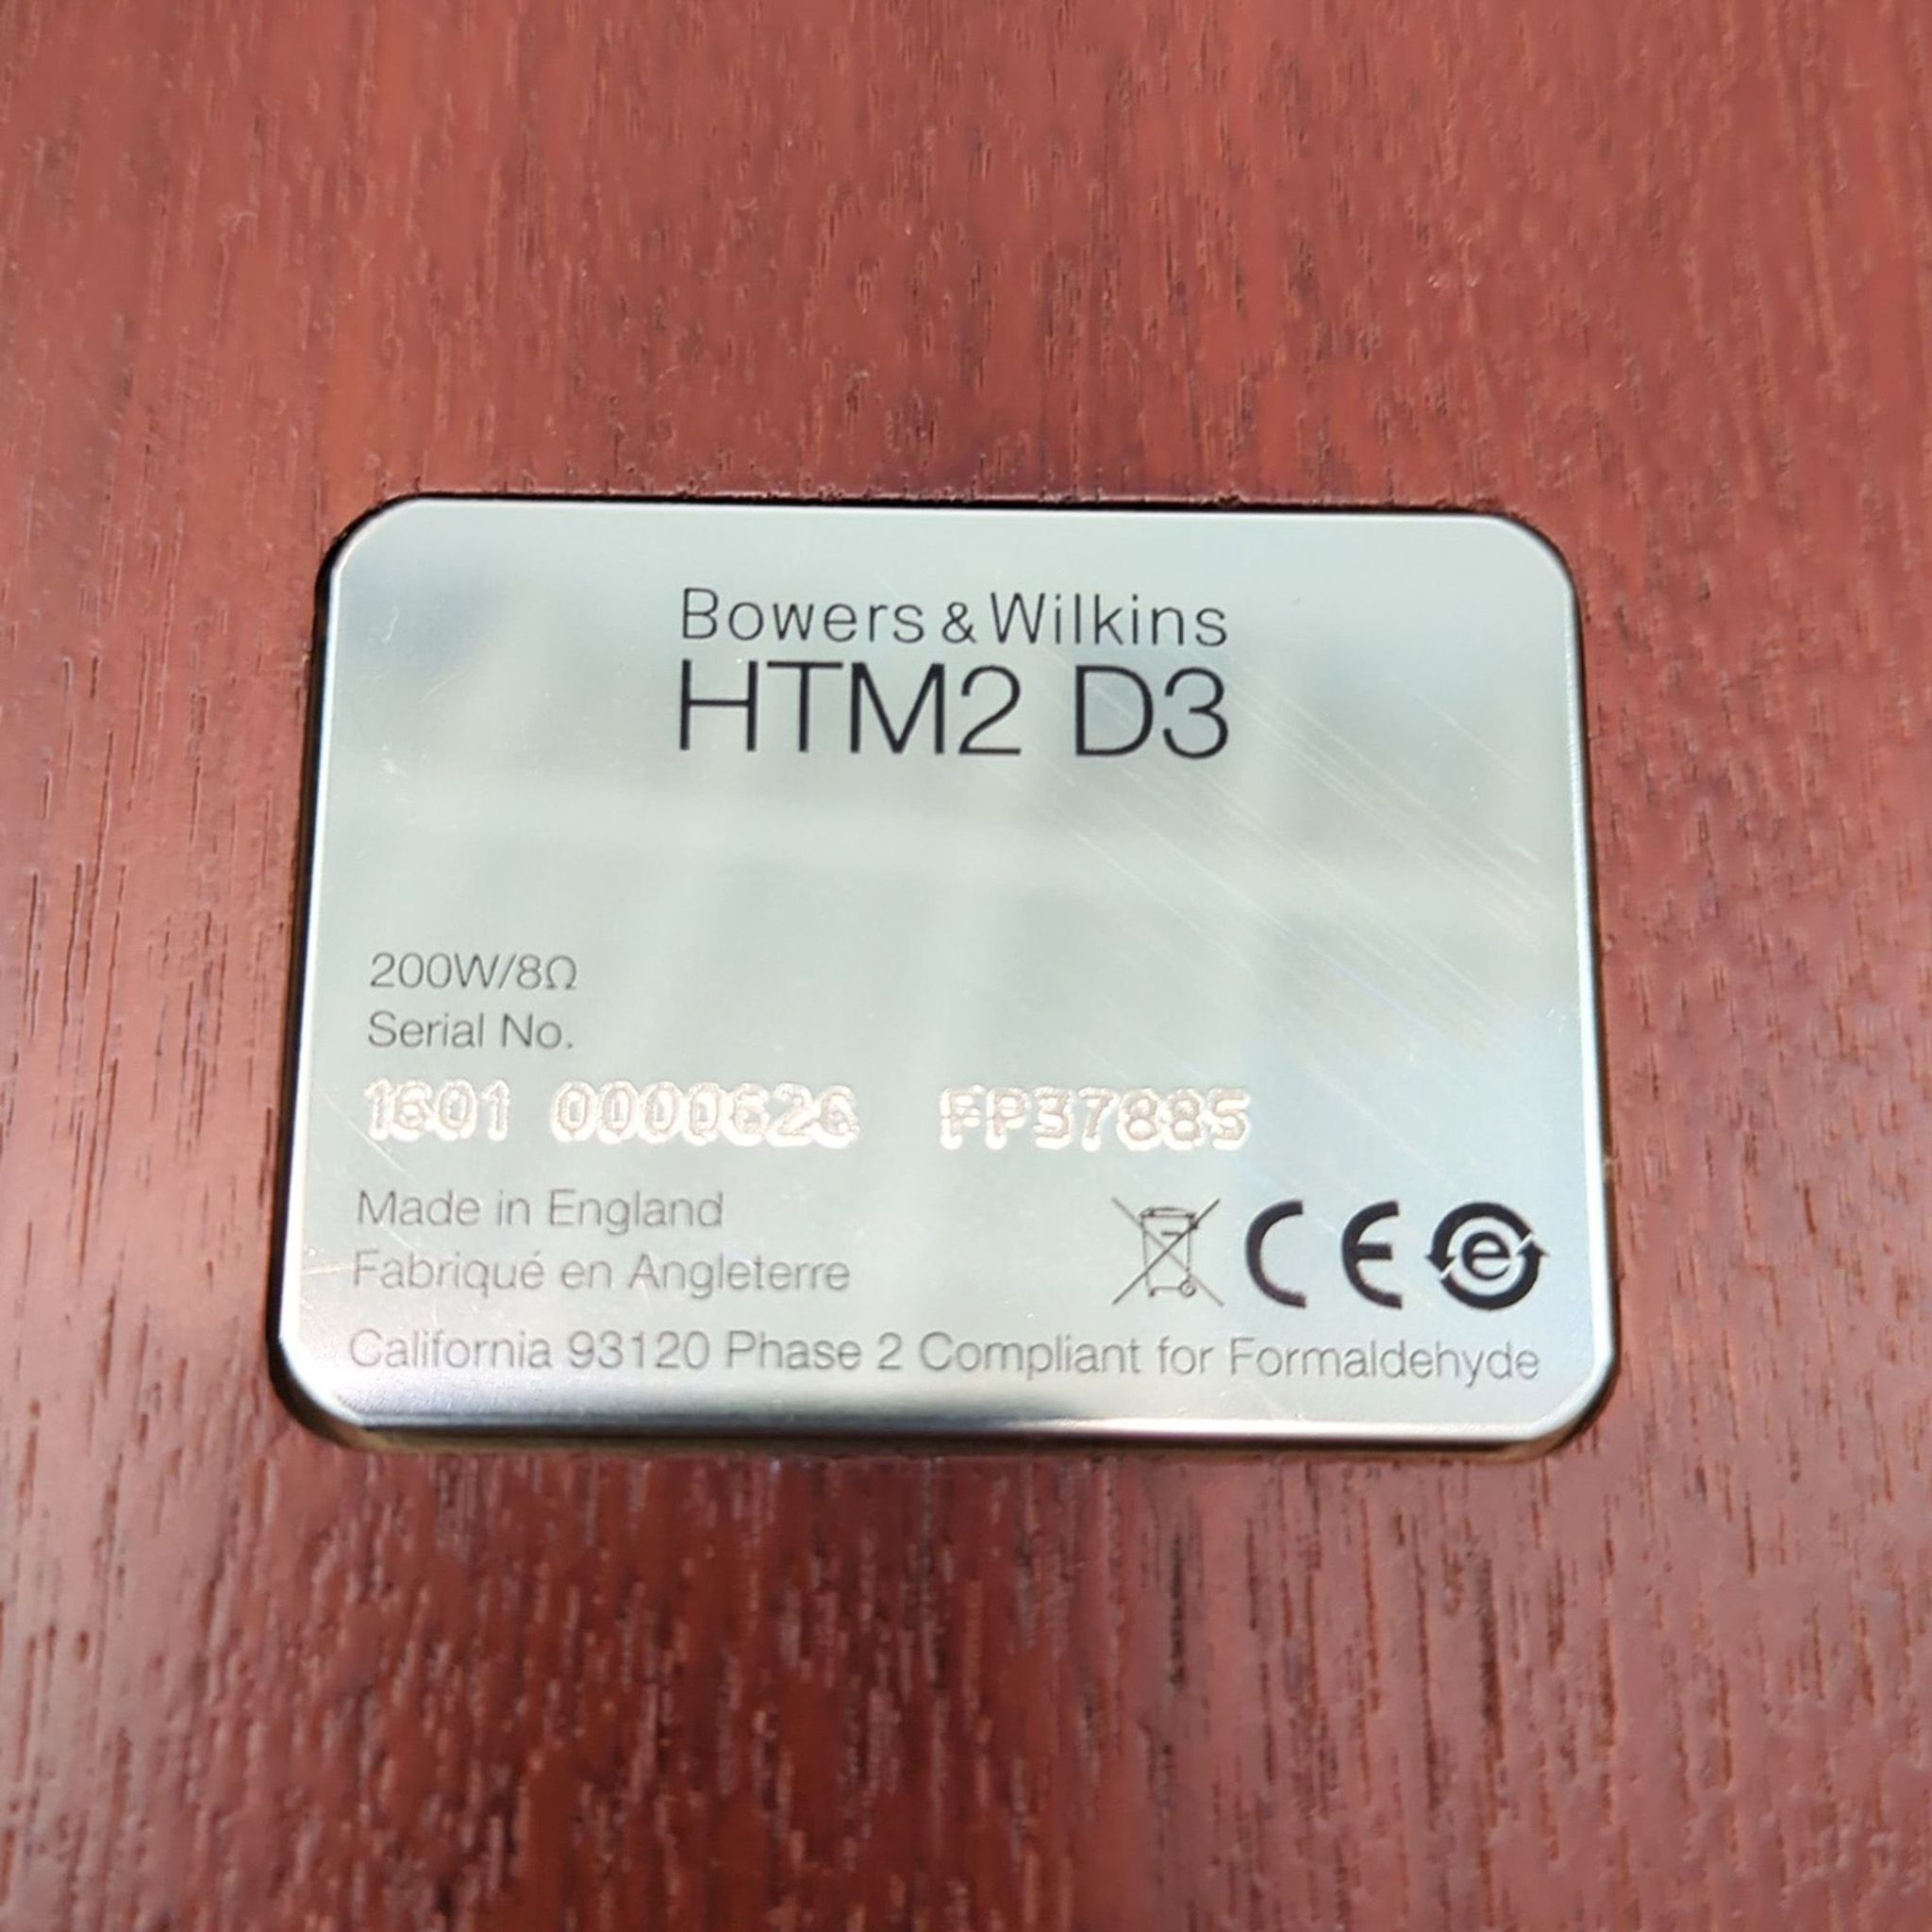 Bowers & Wilkins
HTM2 D3
200W/8Ω
Serial No.
1601 0000626 FP37885
Made in England
Fabriqué en Angleterre
CE e
California 93120 Phase 2 Compliant for Formaldehyde